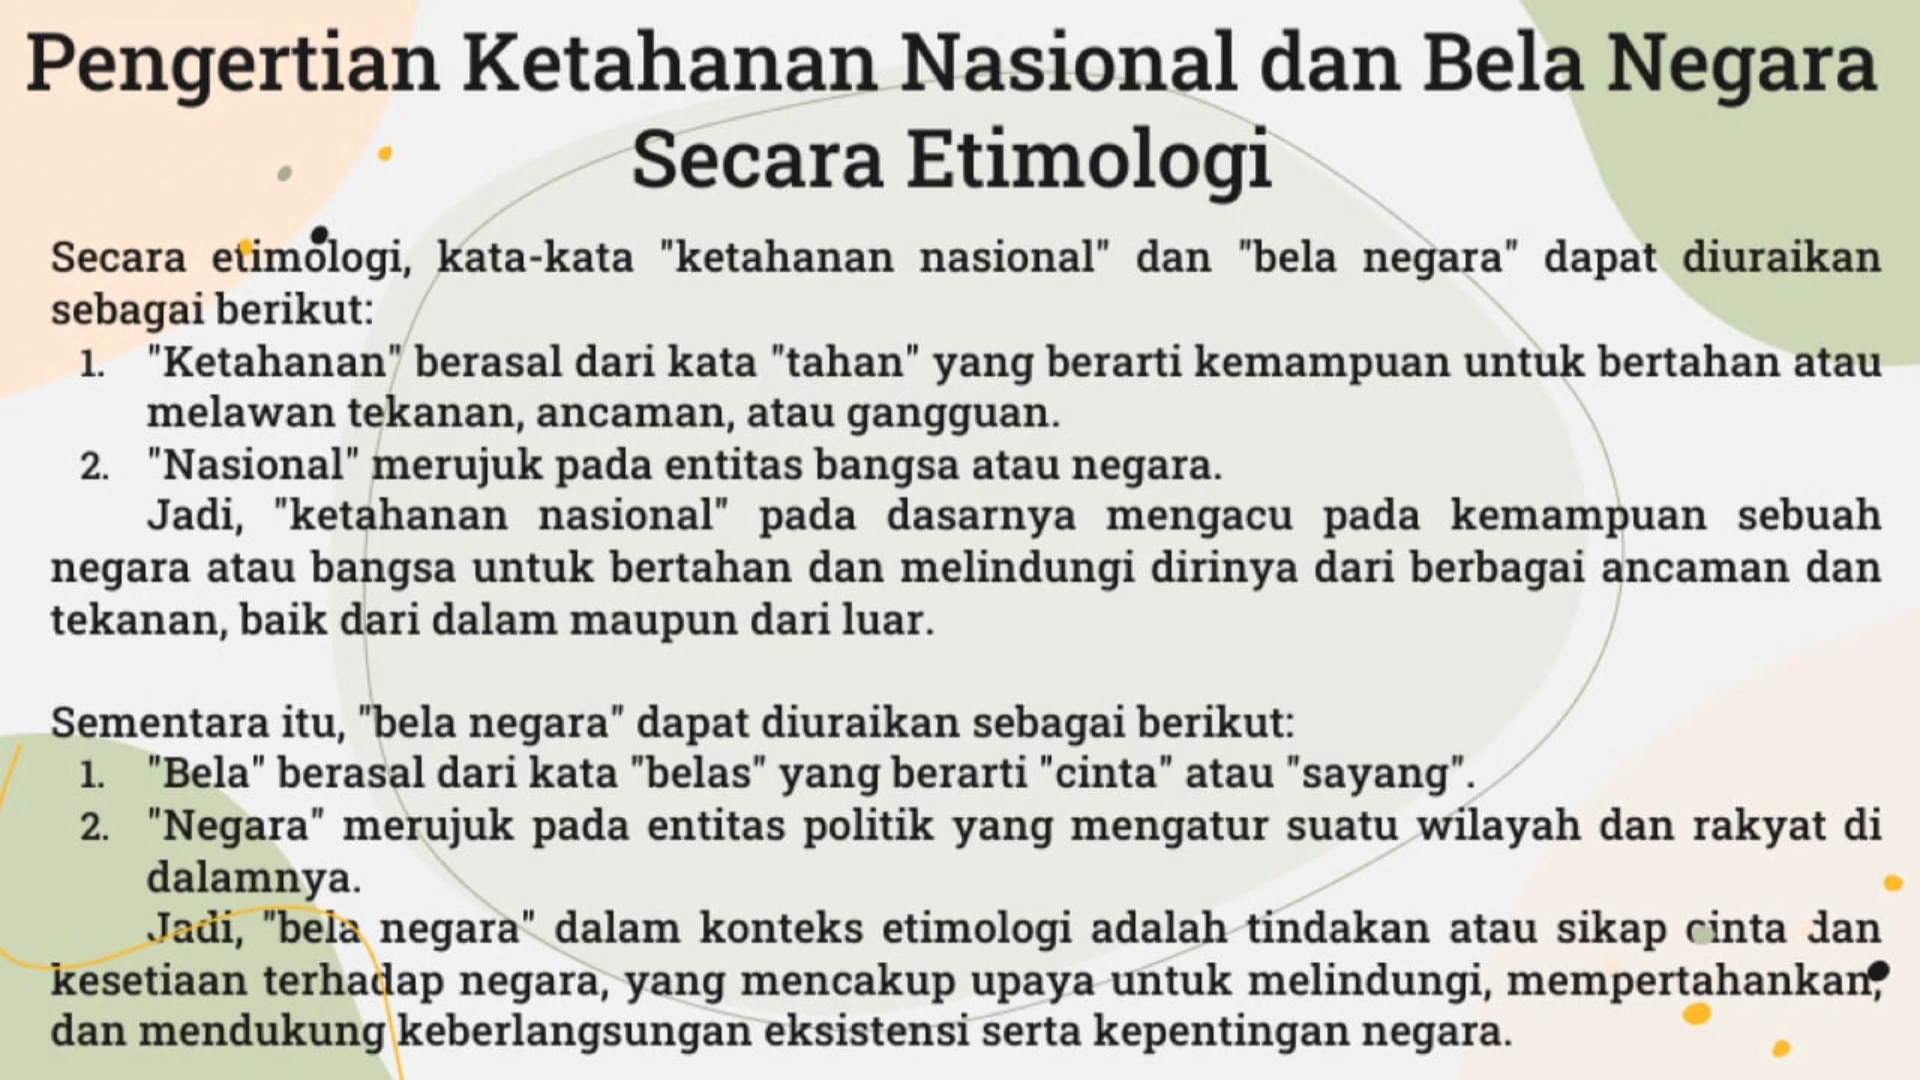 Pengertian Ketahanan Nasional dan Bela Negara
Secara Etimologi
Secara etimologi, kata-kata "ketahanan nasional" dan "bela negara" dapat diuraikan
sebagai berikut:
1. "Ketahanan" berasal dari kata "tahan" yang berarti kemampuan untuk bertahan atau
melawan tekanan, ancaman, atau gangguan.
2. "Nasional" merujuk pada entitas bangsa atau negara.
Jadi, "ketahanan nasional" pada dasarnya mengacu pada kemampuan sebuah
negara atau bangsa untuk bertahan dan melindungi dirinya dari berbagai ancaman dan
tekanan, baik dari dalam maupun dari luar.
Sementara itu, "bela negara" dapat diuraikan sebagai berikut:
1. "Bela" berasal dari kata "belas" yang berarti "cinta" atau "sayang".
2. "Negara" merujuk pada entitas politik yang mengatur suatu wilayah dan rakyat di
dalamnya.
Jadi, "bela negara" dalam konteks etimologi adalah tindakan atau sikap cinta dan
kesetiaan terhadap negara, yang mencakup upaya untuk melindungi, mempertahankan,
dan mendukung keberlangsungan eksistensi serta kepentingan negara.